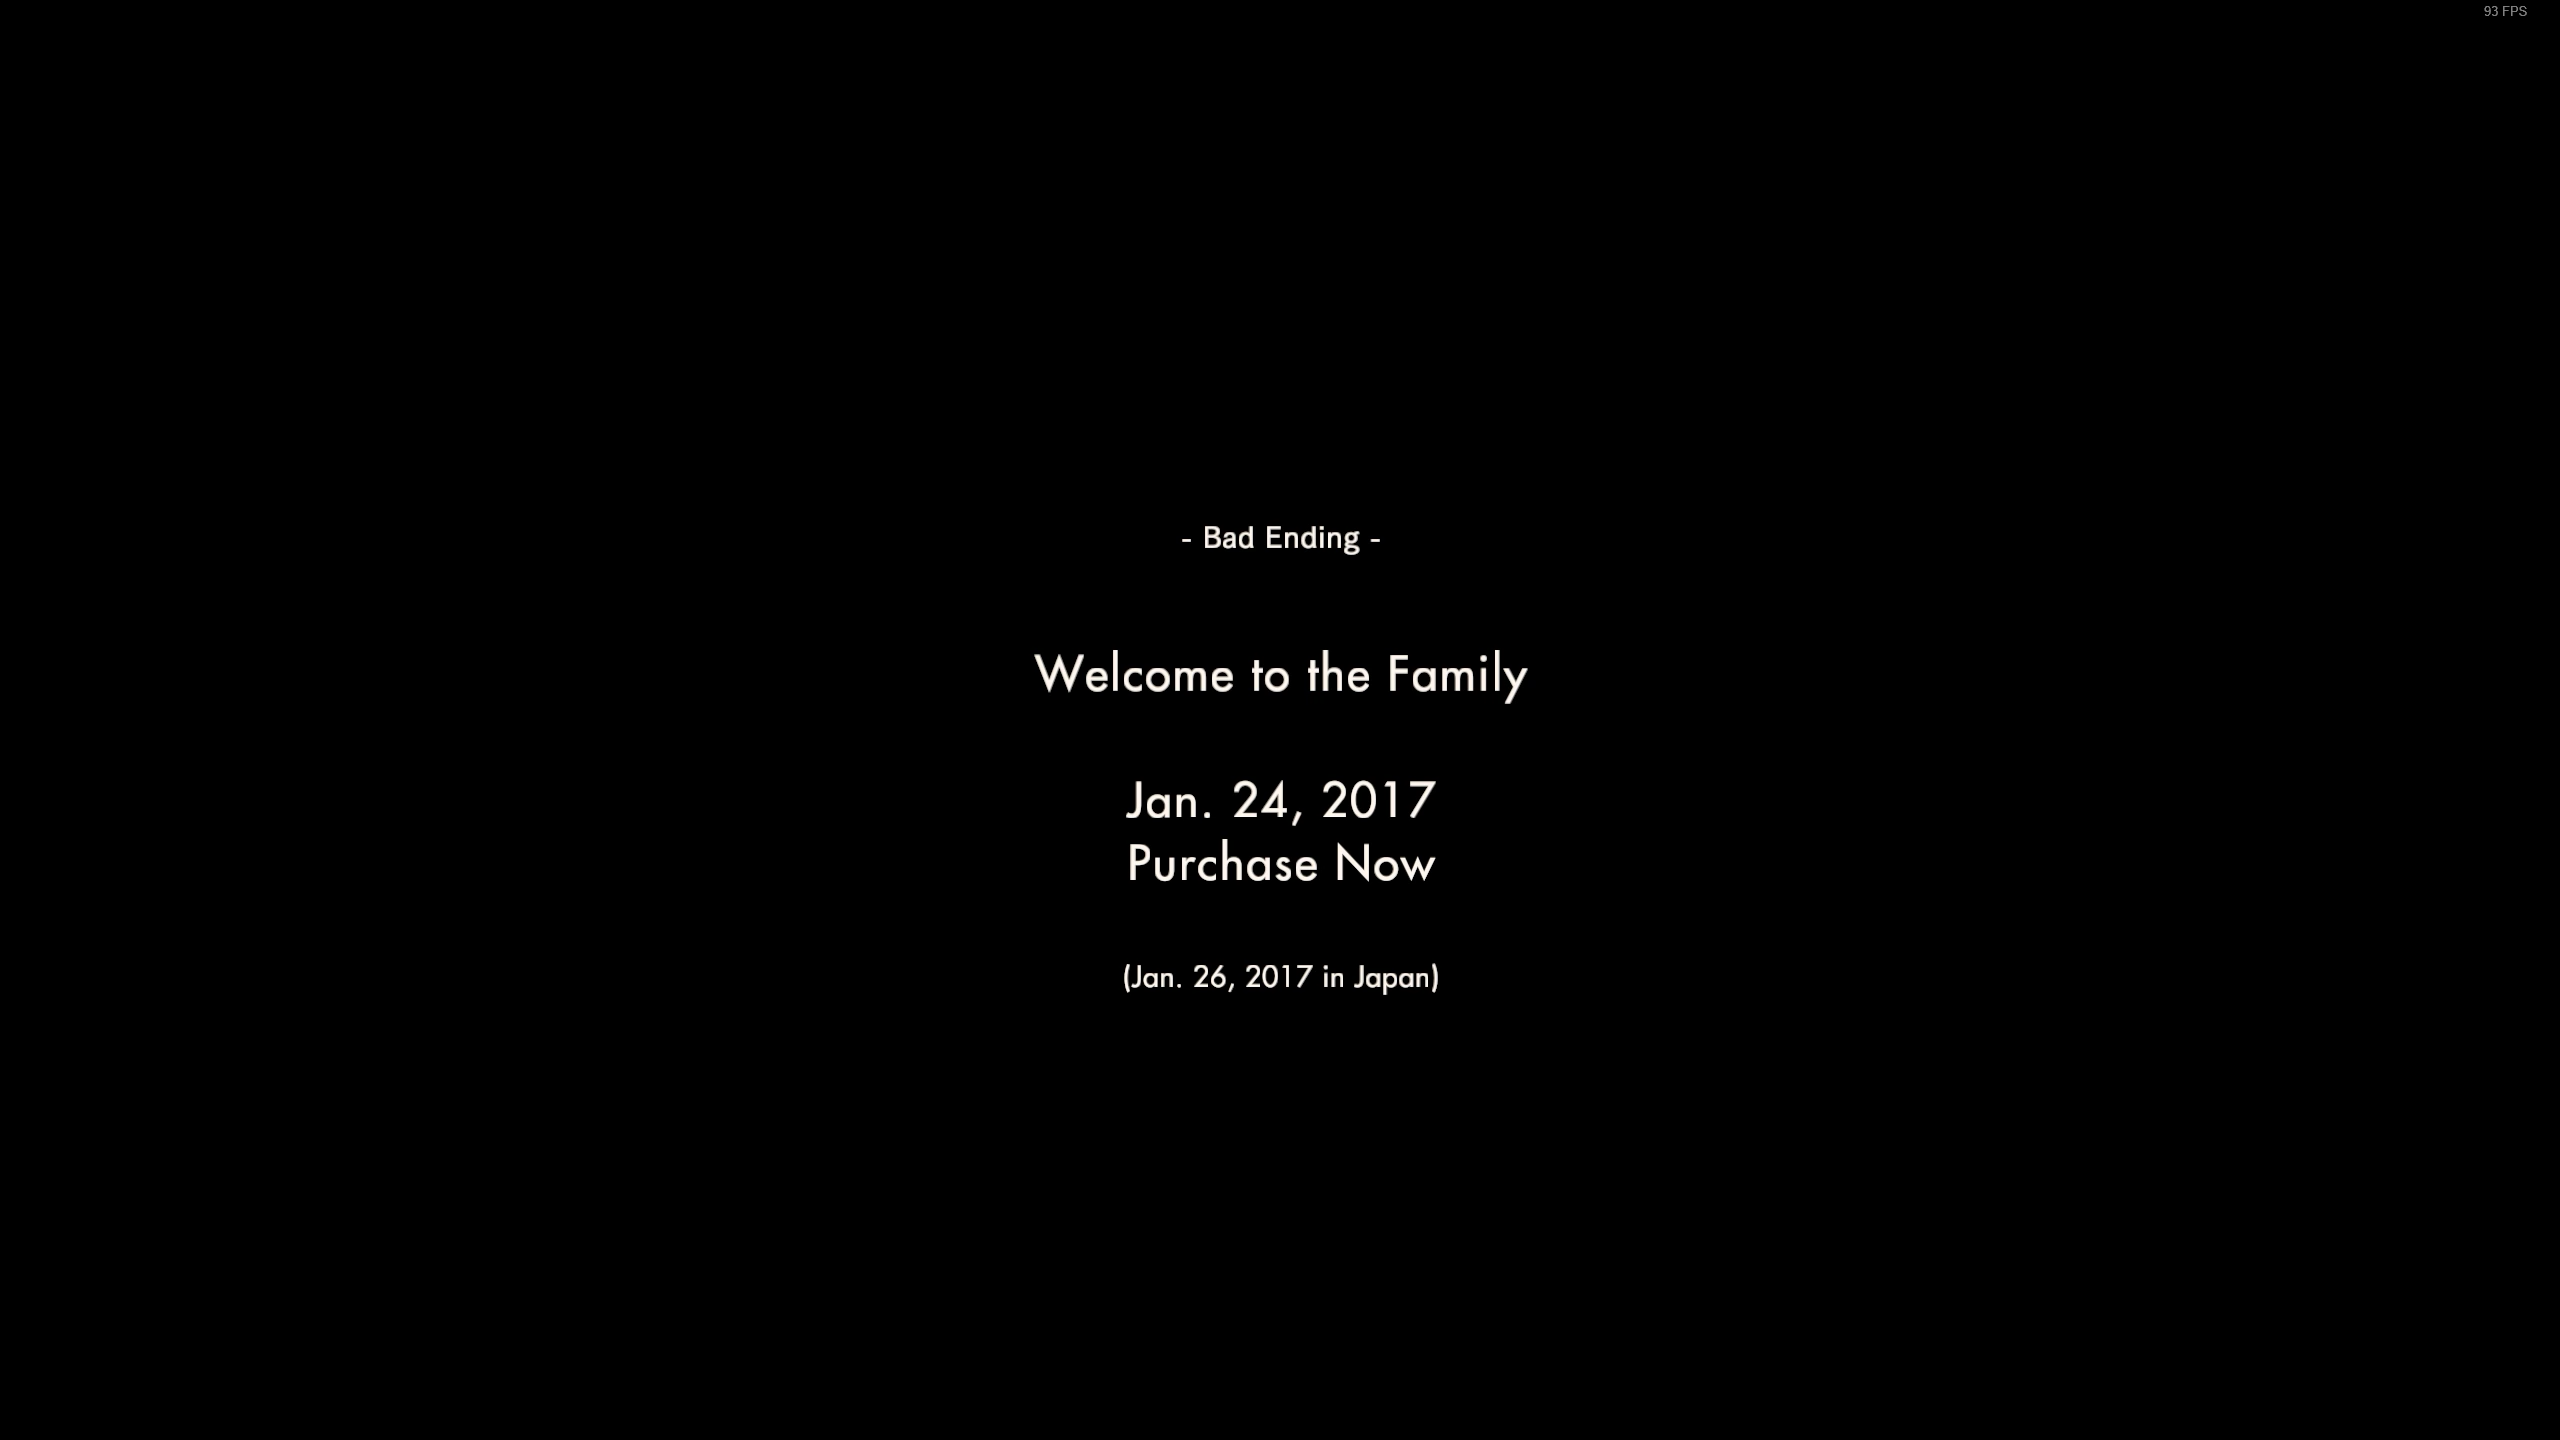 93 FPS
- Bad Ending -
Welcome to the Family
Jan. 24, 2017
Purchase Now
(Jan. 26, 2017 in Japan)